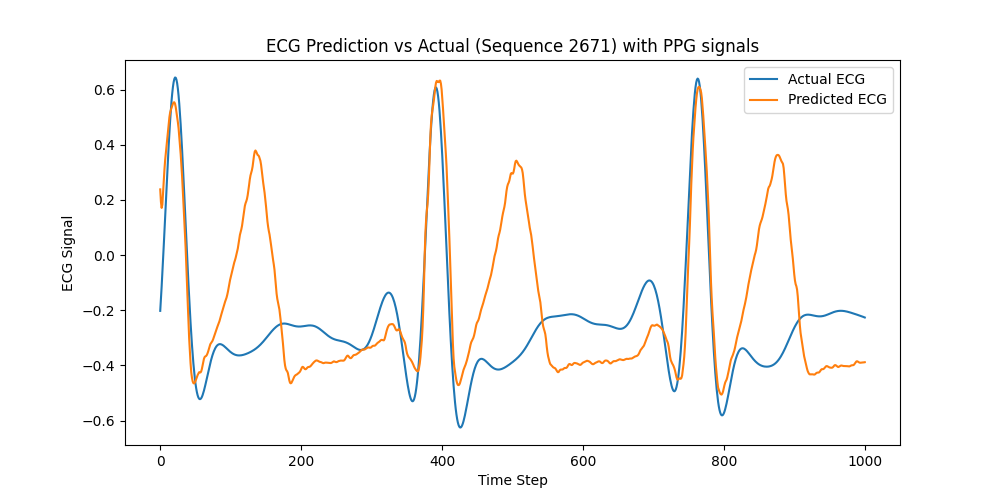 ECG Prediction vs Actual (Sequence 2671) with PPG signals
Actual ECG
Predicted ECG
ECG Signal
0.6
0.4
0.2
0.0
−0.2
−0.4
−0.6
0 200 400 600 800 1000
Time Step